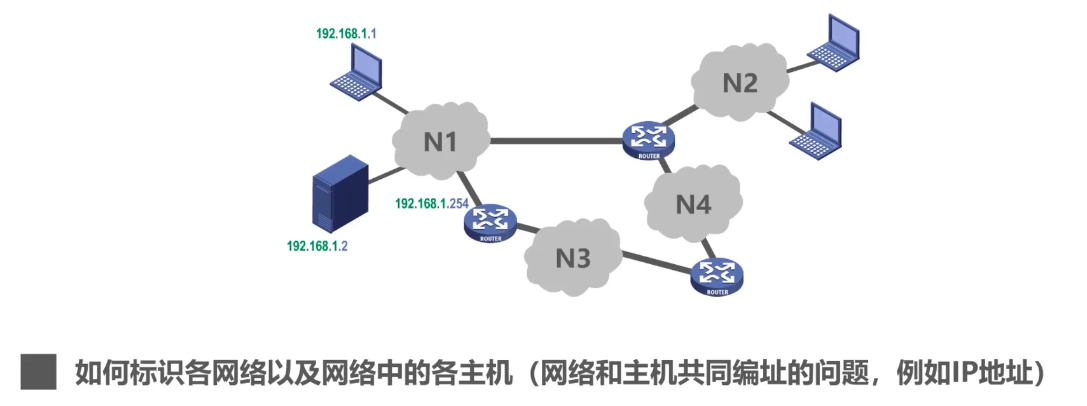 192.168.1.1
N2
N1
ROUTER
192.168.1.254
N4
ROUTER
192.168.1.2
N3
ROUTER
如何标识各网络以及网络中的各主机（网络和主机共同编址的问题，例如IP地址）